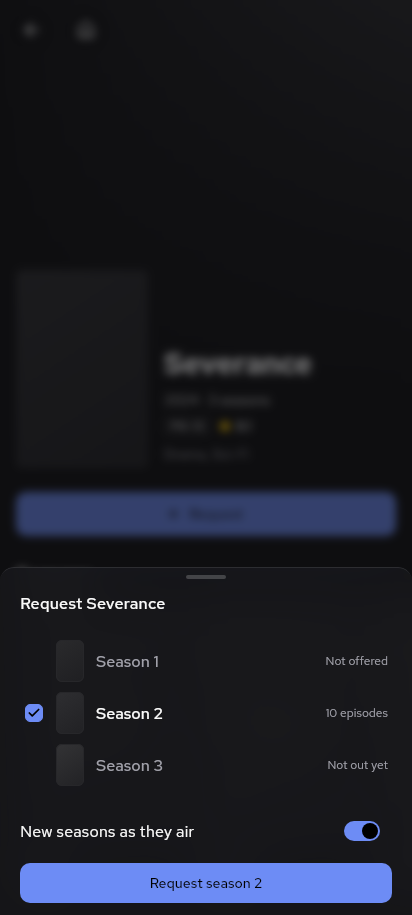 Severance
Request Severance
Season 1
Not offered
Season 2
10 episodes
Season 3
Not out yet
New seasons as they air
Request season 2